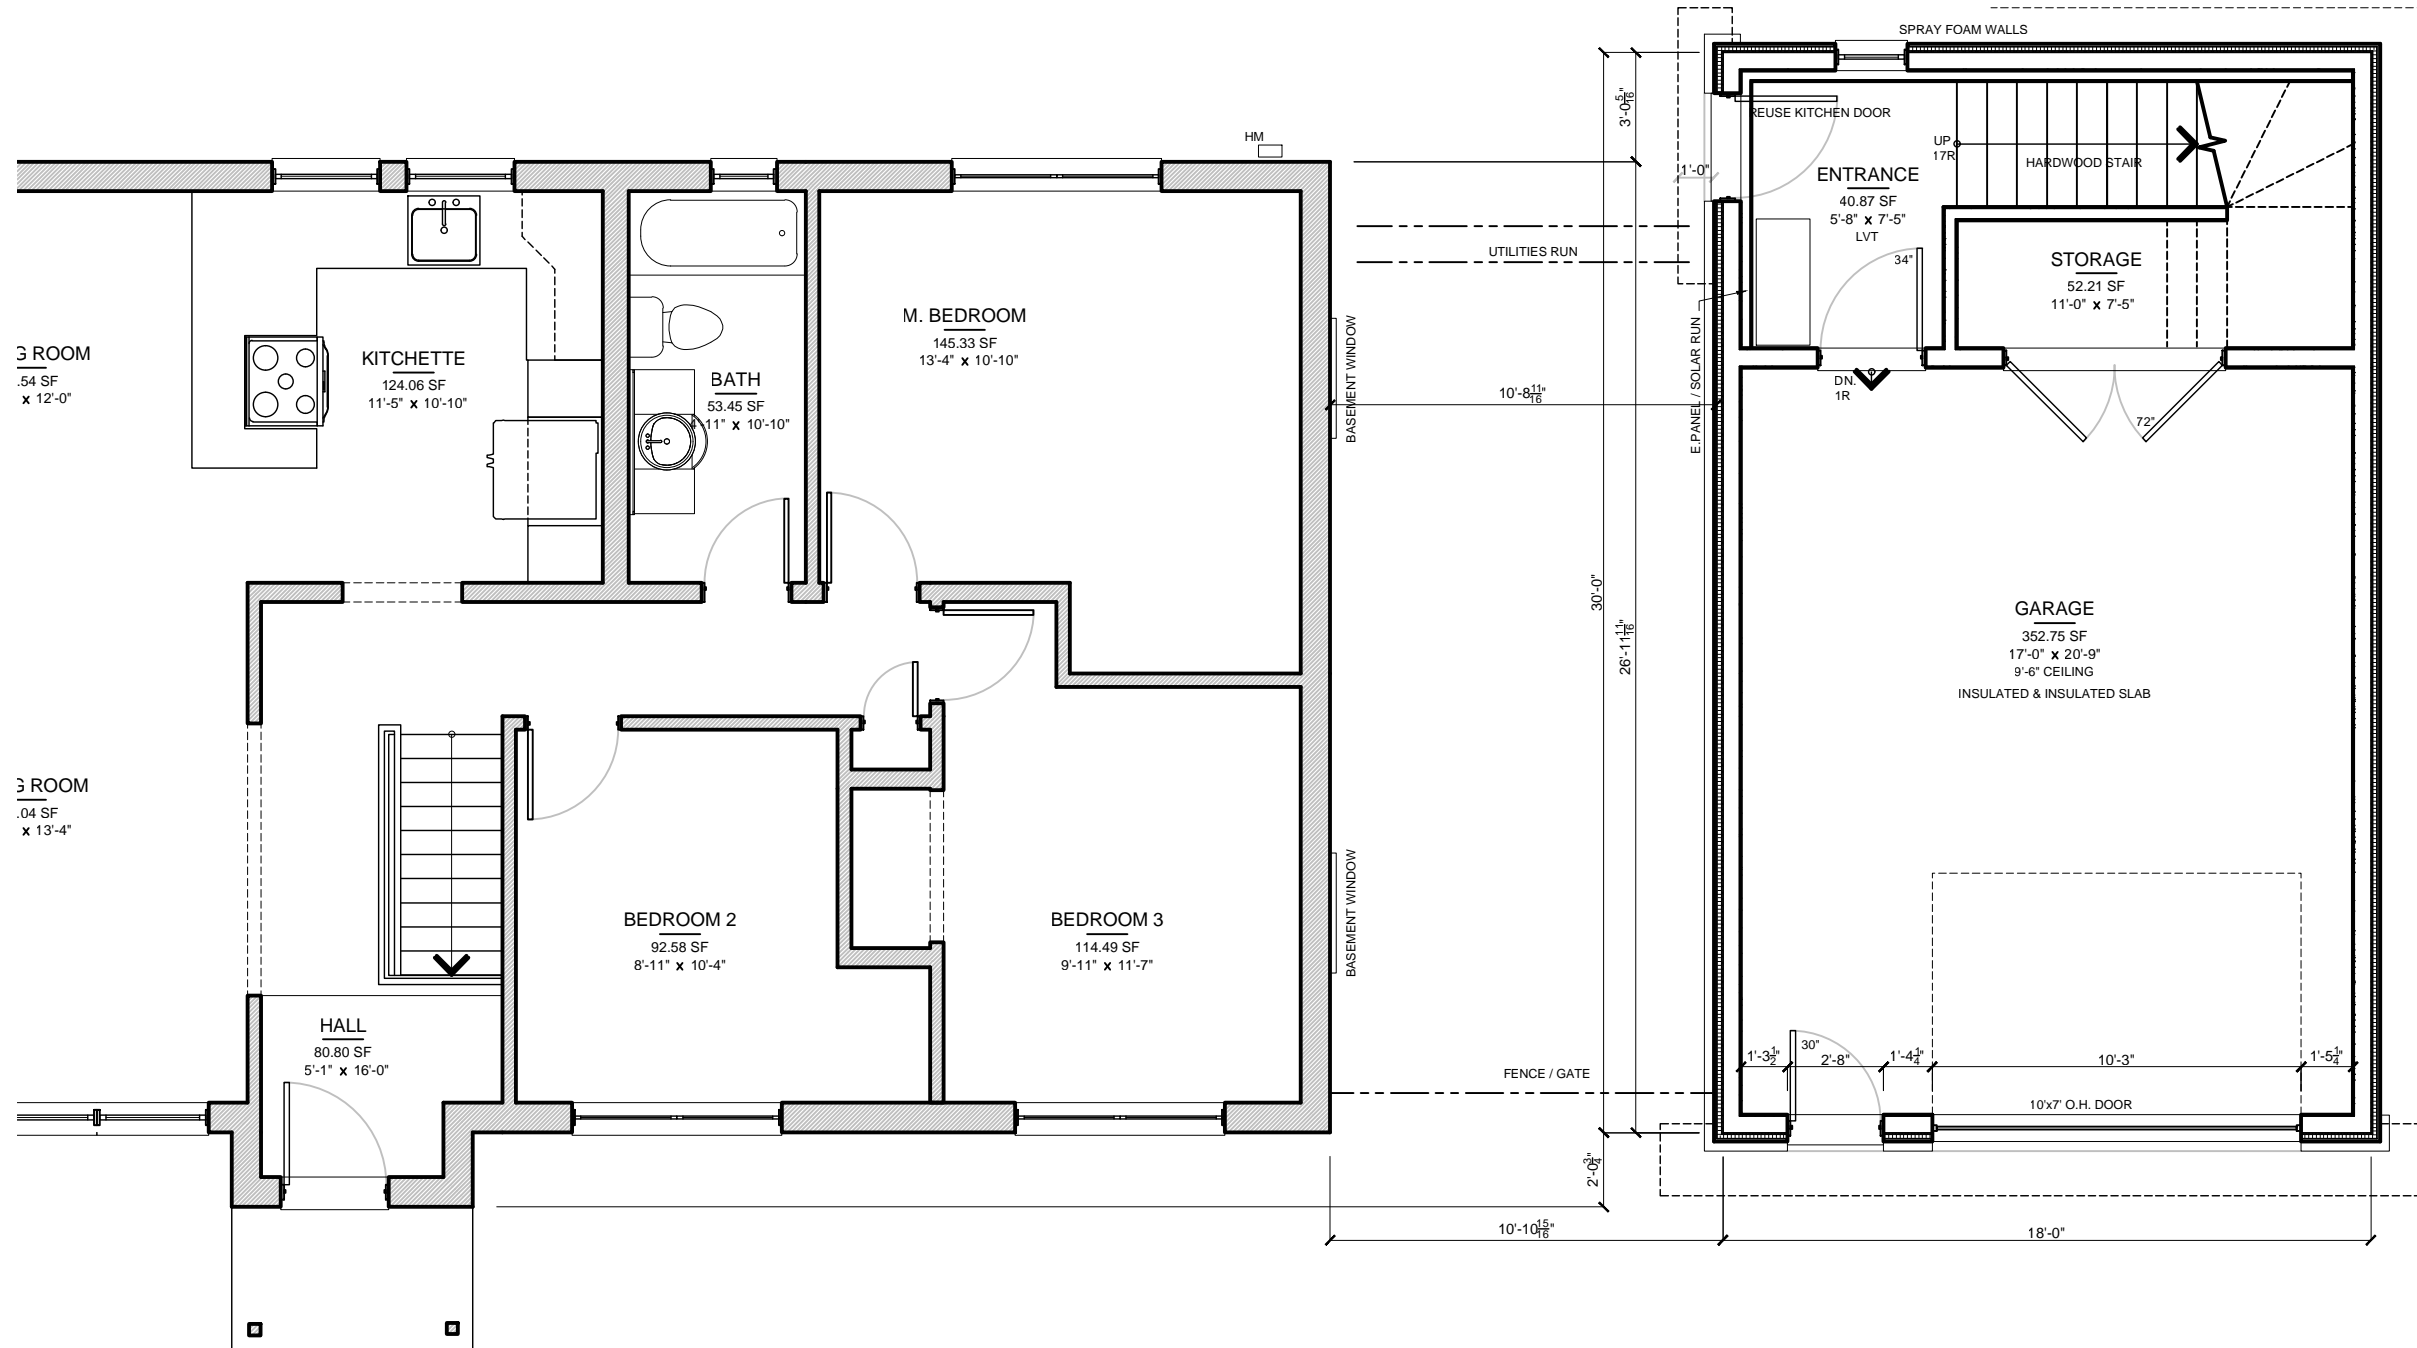 SPRAY FOAM WALLS
HM
3'-0 5/16"
REUSE KITCHEN DOOR
UP
17R
HARDWOOD STAIR
1'-0"
ENTRANCE
40.87 SF
5'-8" x 7'-5"
LVT
34"
UTILITIES RUN
STORAGE
52.21 SF
11'-0" x 7'-5"
M. BEDROOM
145.33 SF
13'-4" x 10'-10"
G ROOM
.54 SF
x 12'-0"
KITCHETTE
124.06 SF
11'-5" x 10'-10"
BATH
53.45 SF
4'-11" x 10'-10"
BASEMENT WINDOW
10'-8 11/16"
E.PANEL / SOLAR RUN
DN.
1R
72"
30'-0"
26'-11 11/16"
GARAGE
352.75 SF
17'-0" x 20'-9"
9'-6" CEILING
INSULATED & INSULATED SLAB
G ROOM
.04 SF
x 13'-4"
BEDROOM 2
92.58 SF
8'-11" x 10'-4"
BEDROOM 3
114.49 SF
9'-11" x 11'-7"
BASEMENT WINDOW
HALL
80.80 SF
5'-1" x 16'-0"
FENCE / GATE
1'-3 1/2"
30"
2'-8"
1'-4 1/4"
10'-3"
1'-5 1/4"
10'x7' O.H. DOOR
2'-0 3/4"
10'-10 15/16"
18'-0"